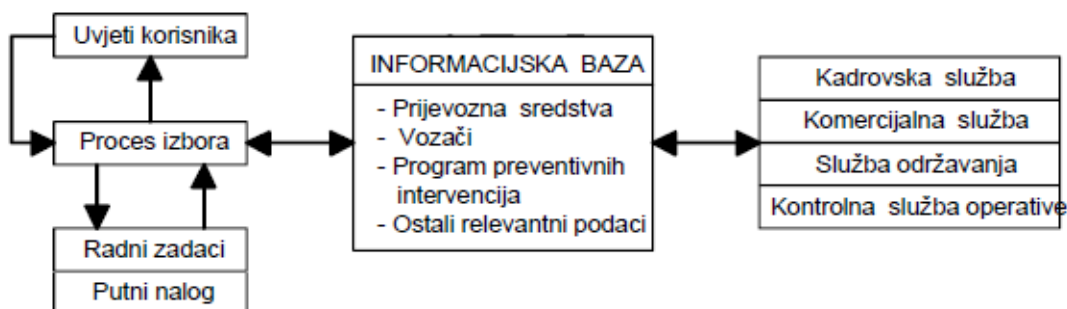 Uvjeti korisnika
Proces izbora
Radni zadaci
Putni nalog
INFORMACIJSKA BAZA
- Prijevozna sredstva
- Vozači
- Program preventivnih
intervencija
- Ostali relevantni podaci
Kadrovska služba
Komercijalna služba
Služba održavanja
Kontrolna služba operative